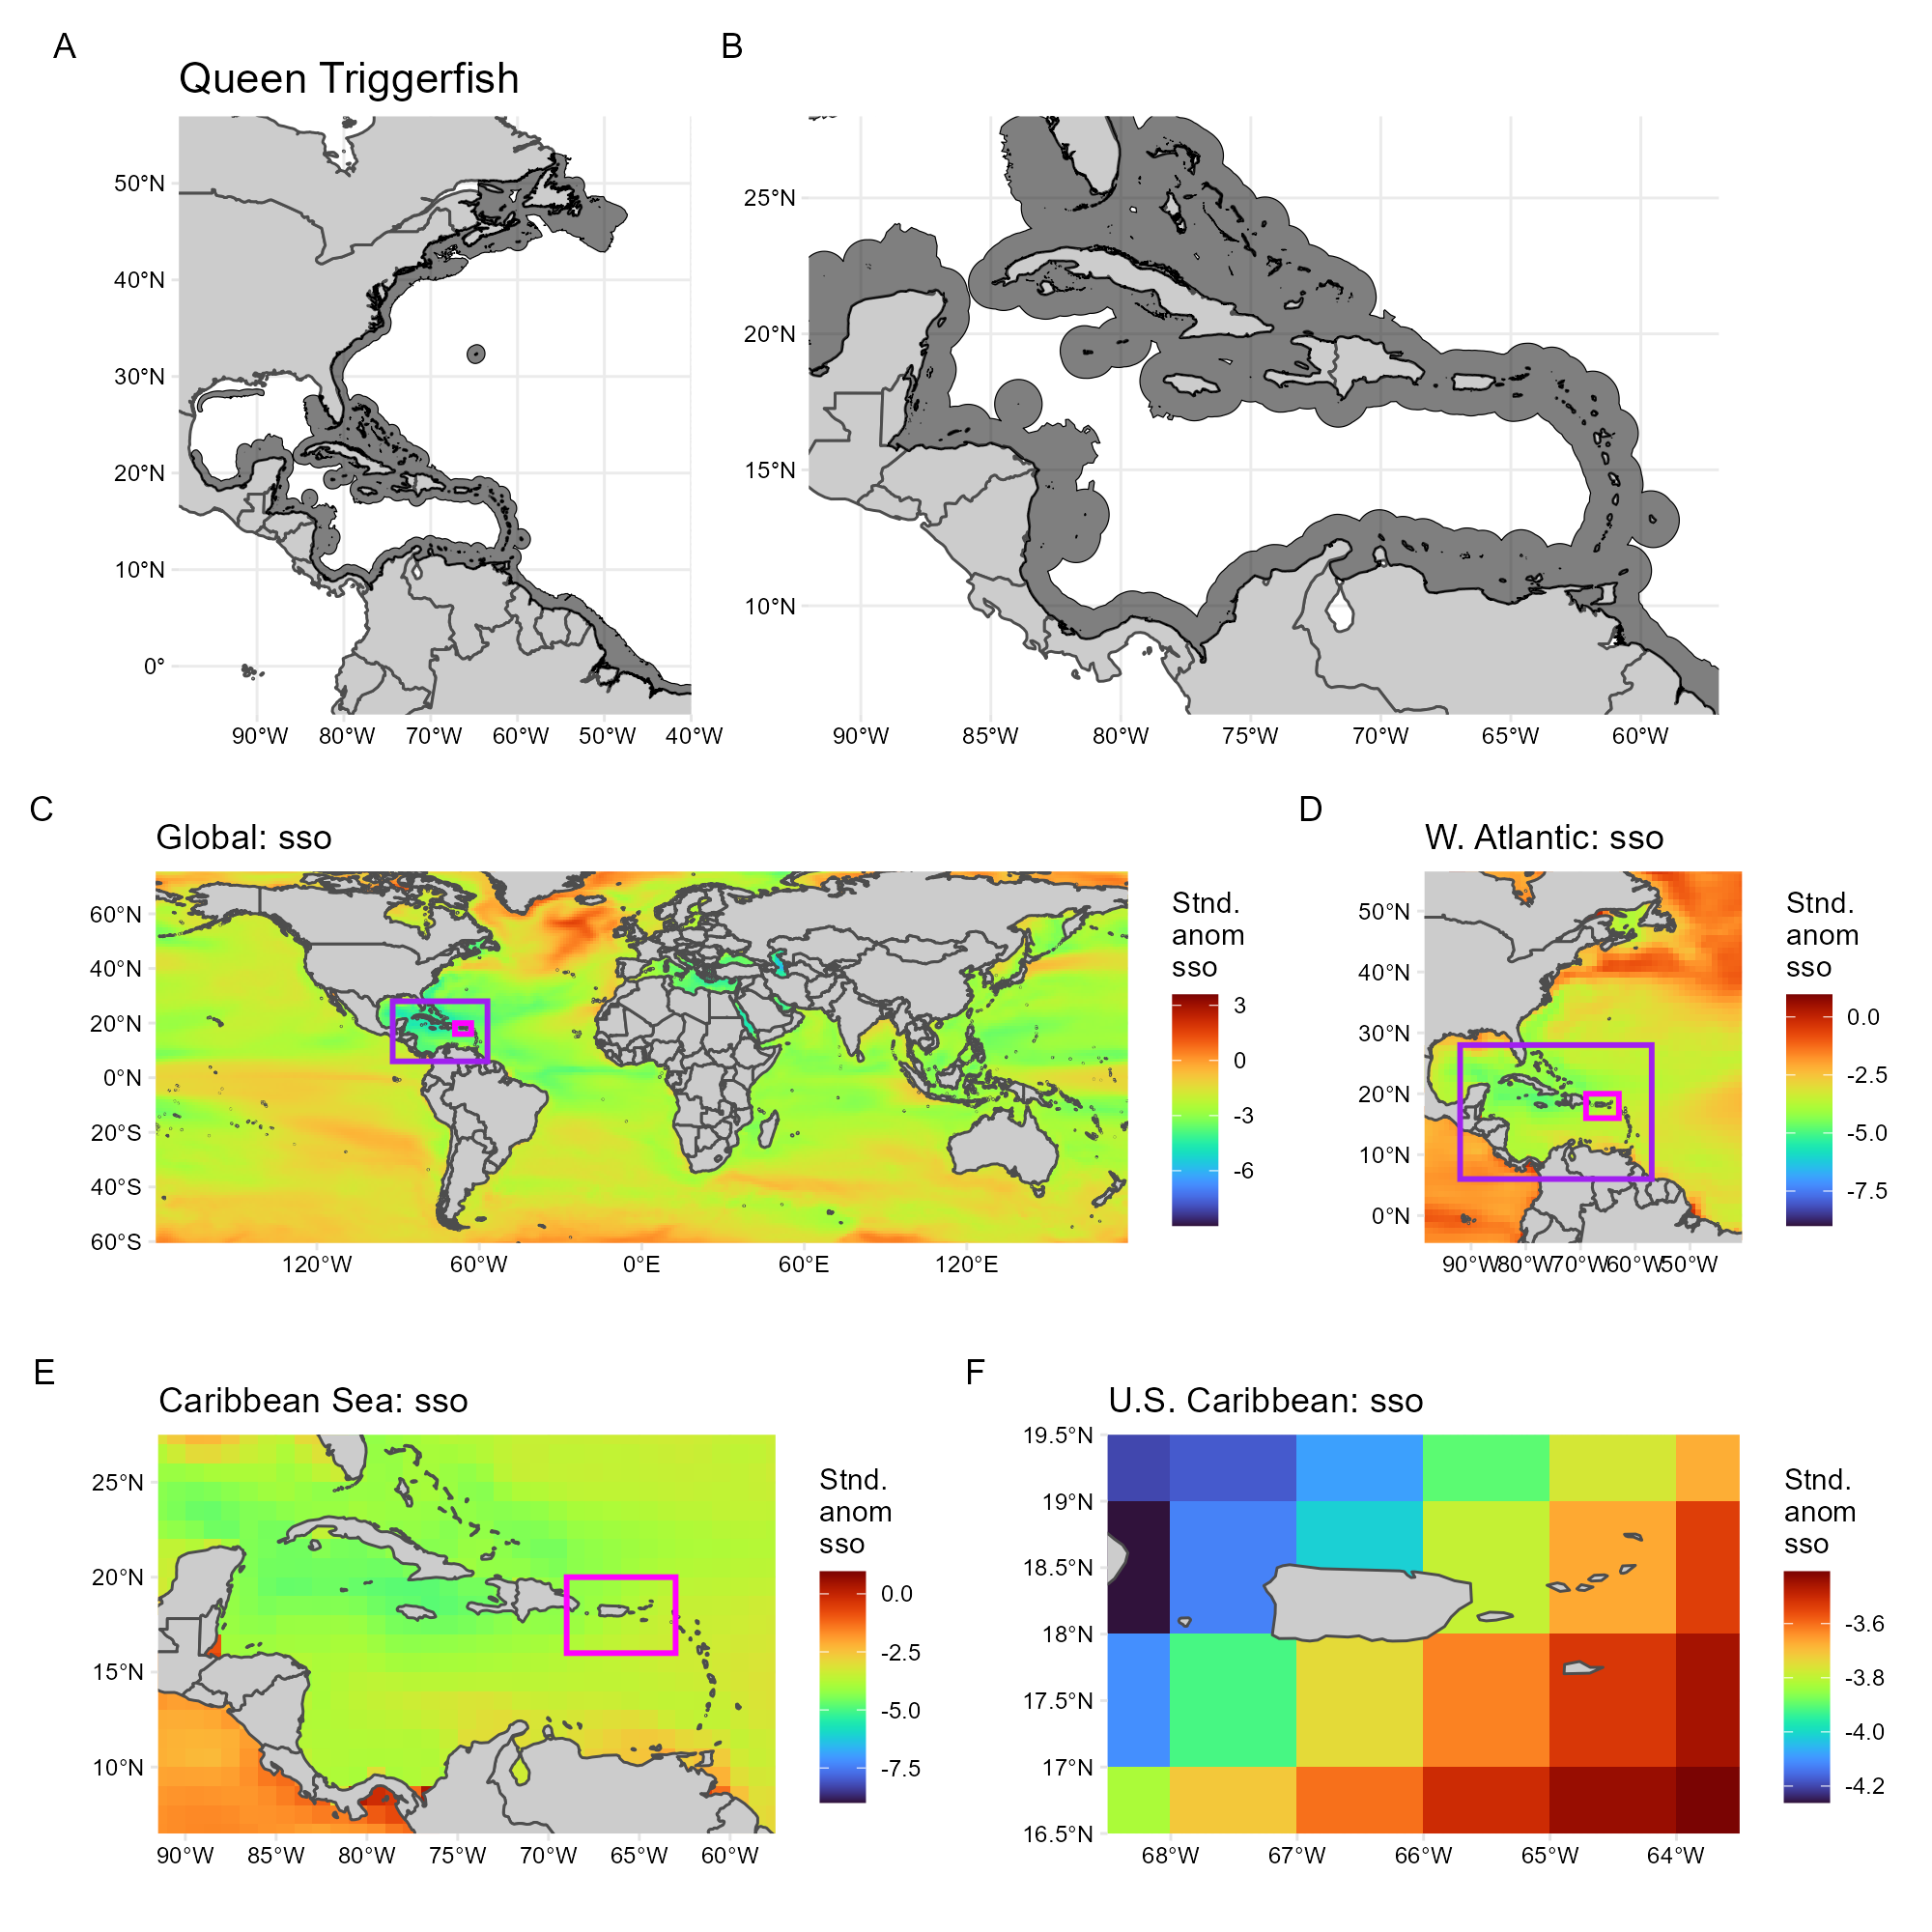 A
B
Queen Triggerfish
50°N
40°N
30°N
20°N
10°N
0°
90°W 80°W 70°W 60°W 50°W 40°W
25°N
20°N
15°N
10°N
90°W 85°W 80°W 75°W 70°W 65°W 60°W
C
Global: sso
60°N
40°N
20°N
0°N
20°S
40°S
60°S
120°W 60°W 0°E 60°E 120°E
Stnd.
anom
sso
3
0
-3
-6
D
W. Atlantic: sso
50°N
40°N
30°N
20°N
10°N
0°N
90°W 80°W 70°W 60°W 50°W
Stnd.
anom
sso
0.0
-2.5
-5.0
-7.5
E
Caribbean Sea: sso
25°N
20°N
15°N
10°N
90°W 85°W 80°W 75°W 70°W 65°W 60°W
Stnd.
anom
sso
0.0
-2.5
-5.0
-7.5
F
U.S. Caribbean: sso
19.5°N
19°N
18.5°N
18°N
17.5°N
17°N
16.5°N
68°W 67°W 66°W 65°W 64°W
Stnd.
anom
sso
-3.6
-3.8
-4.0
-4.2